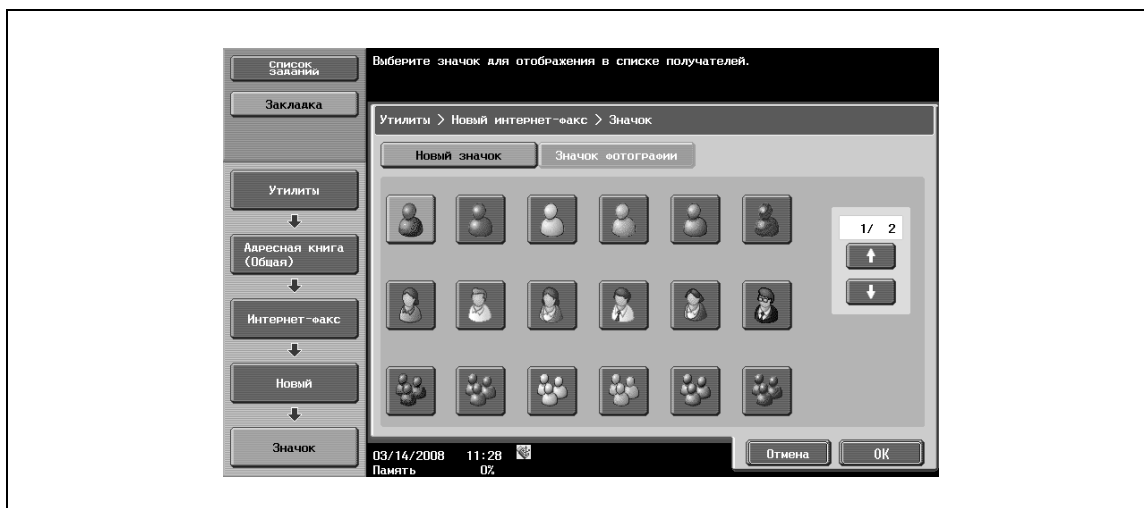 Список
заданий
Закладка
Утилиты
Адресная книга
(Общая)
Интернет-факс
Новый
Значок
Выберите значок для отображения в списке получателей.
Утилиты > Новый интернет-факс > Значок
Новый значок
Значок фотографии
1/ 2
Отмена
OK
03/14/2008 11:28
Память 0%